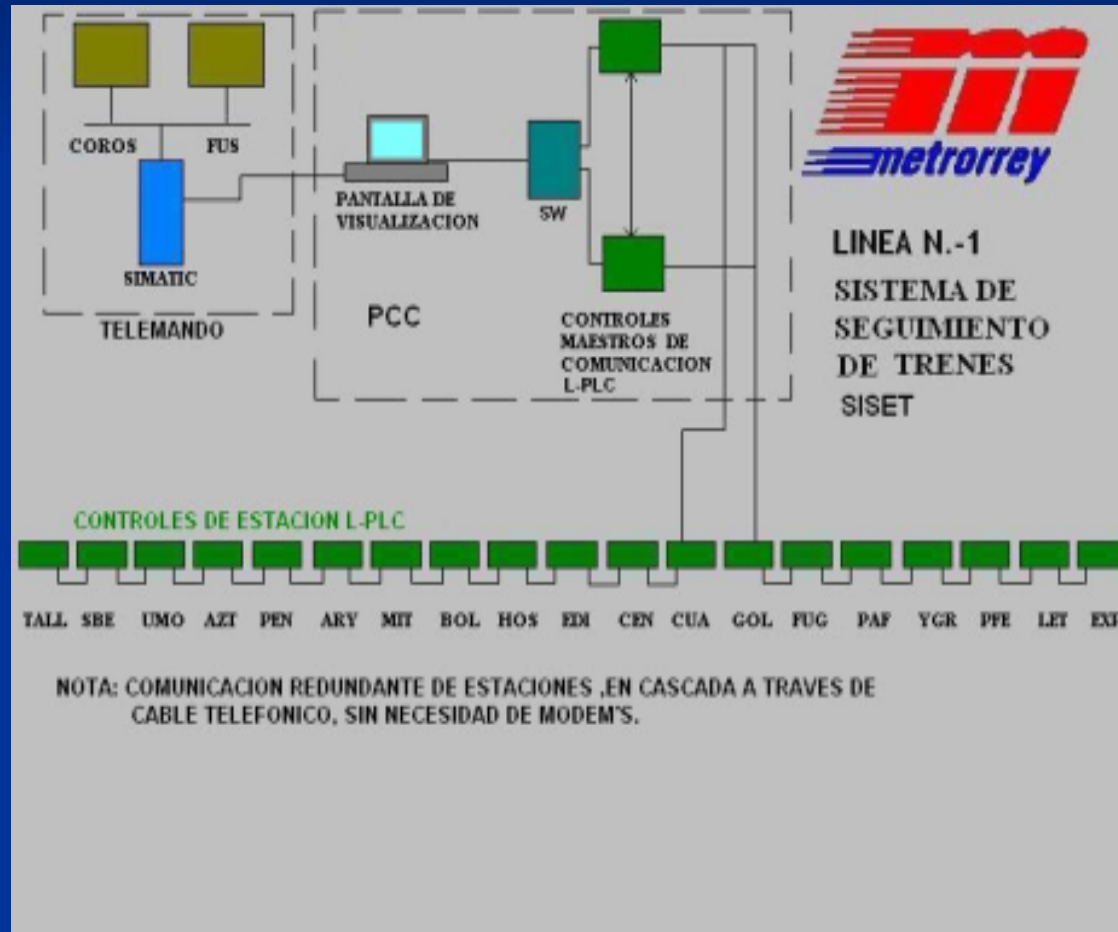 COROS
FUS
SIMATIC
TELEMANDO
PANTALLA DE
VISUALIZACION
SW
PCC
CONTROLES
MAESTROS DE
COMUNICACION
L-PLC
metrorrey
LINEA N.-1
SISTEMA DE
SEGUIMIENTO
DE TRENES
SISET
CONTROLES DE ESTACION L-PLC
TALL SBE UMO AZT PEN ARY MIT BOL HOS EDI CEN CUA GOL FUG PAF YGR PFE LET
NOTA: COMUNICACION REDUNDANTE DE ESTACIONES ,EN CASCADA A TRAVES DE
CABLE TELEFONICO, SIN NECESIDAD DE MODEM'S.